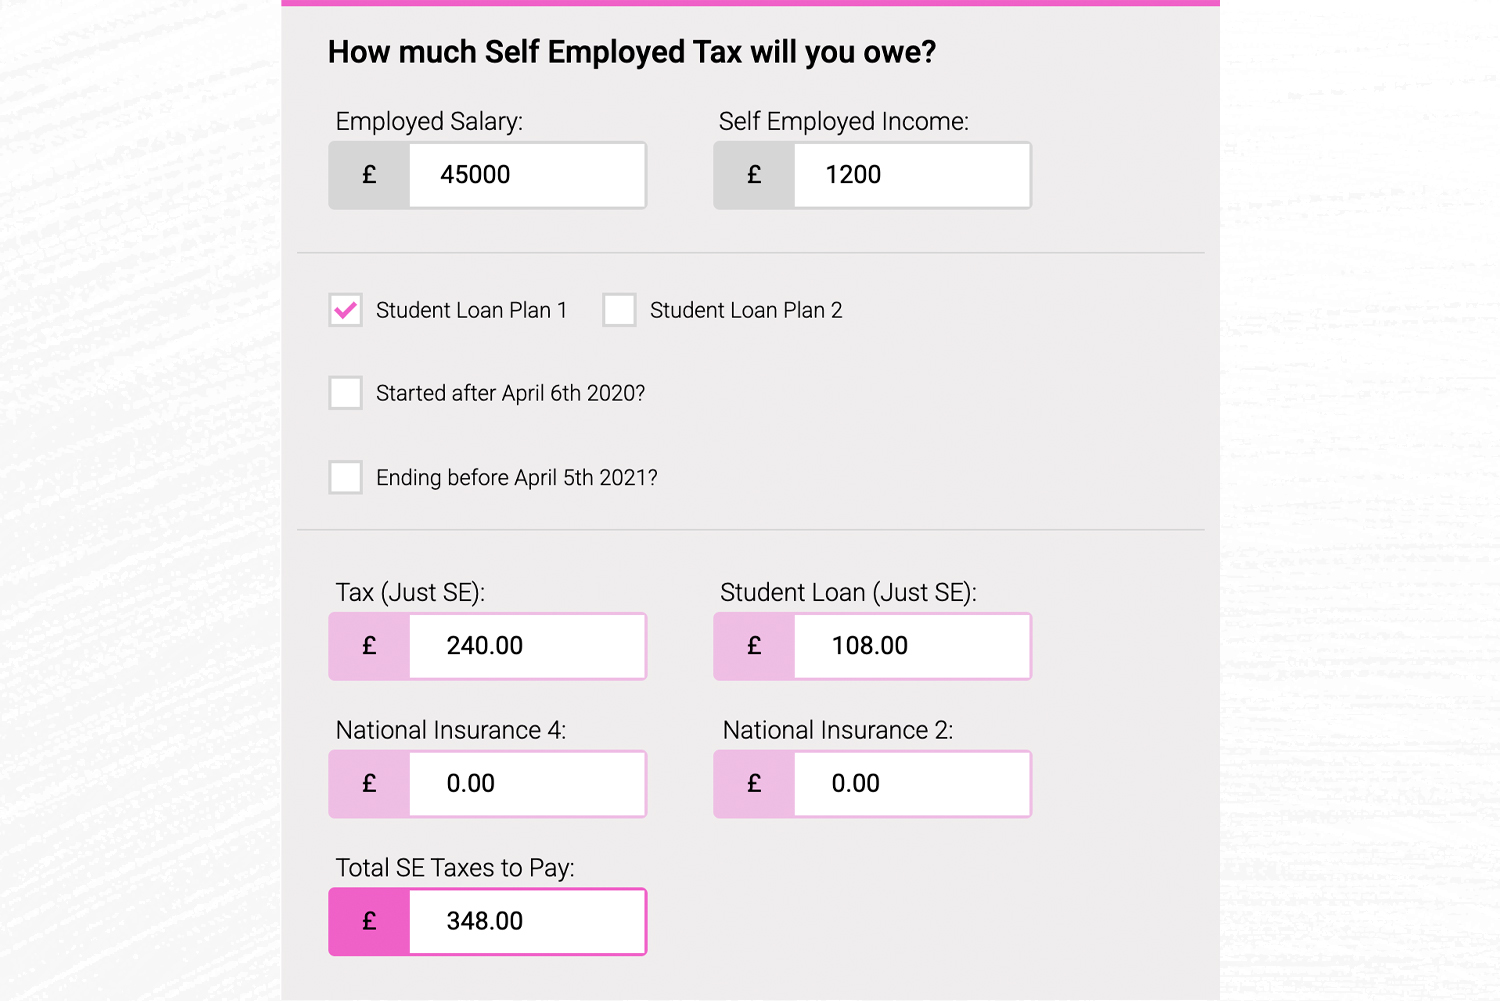 How much Self Employed Tax will you owe?
Employed Salary: Self Employed Income:
£ 45000 £ 1200
Student Loan Plan 1 Student Loan Plan 2
Started after April 6th 2020?
Ending before April 5th 2021?
Tax (Just SE): Student Loan (Just SE):
£ 240.00 £ 108.00
National Insurance 4: National Insurance 2:
£ 0.00 £ 0.00
Total SE Taxes to Pay:
£ 348.00